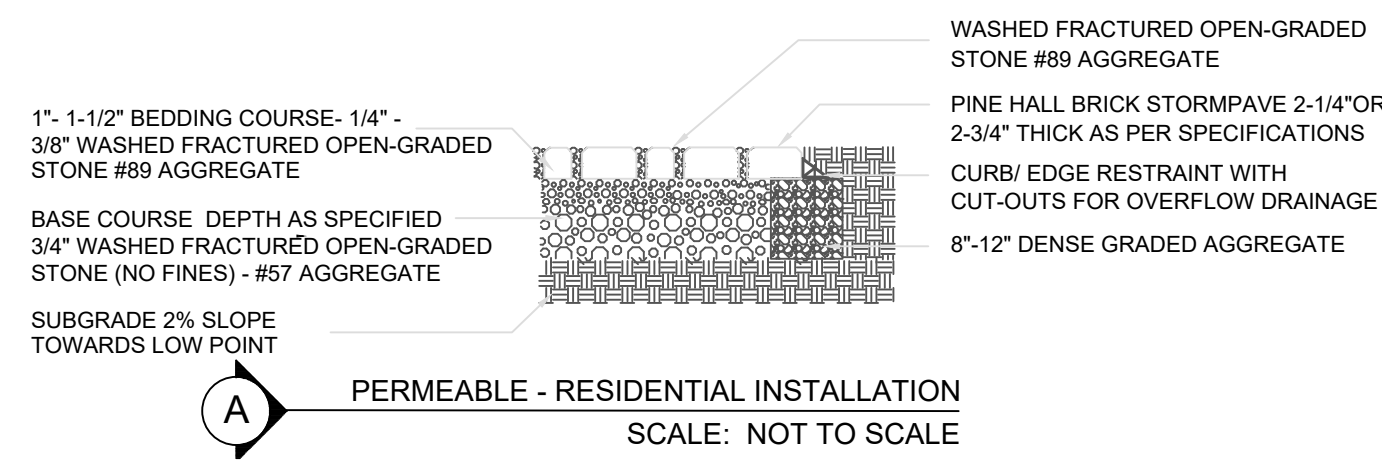 1"- 1-1/2" BEDDING COURSE- 1/4" -
3/8" WASHED FRACTURED OPEN-GRADED
STONE #89 AGGREGATE
BASE COURSE DEPTH AS SPECIFIED
3/4" WASHED FRACTURED OPEN-GRADED
STONE (NO FINES) - #57 AGGREGATE
SUBGRADE 2% SLOPE
TOWARDS LOW POINT
WASHED FRACTURED OPEN-GRADED
STONE #89 AGGREGATE
PINE HALL BRICK STORMPAVE 2-1/4"OR
2-3/4" THICK AS PER SPECIFICATIONS
CURB/ EDGE RESTRAINT WITH
CUT-OUTS FOR OVERFLOW DRAINAGE
8"-12" DENSE GRADED AGGREGATE
A
PERMEABLE - RESIDENTIAL INSTALLATION
SCALE: NOT TO SCALE